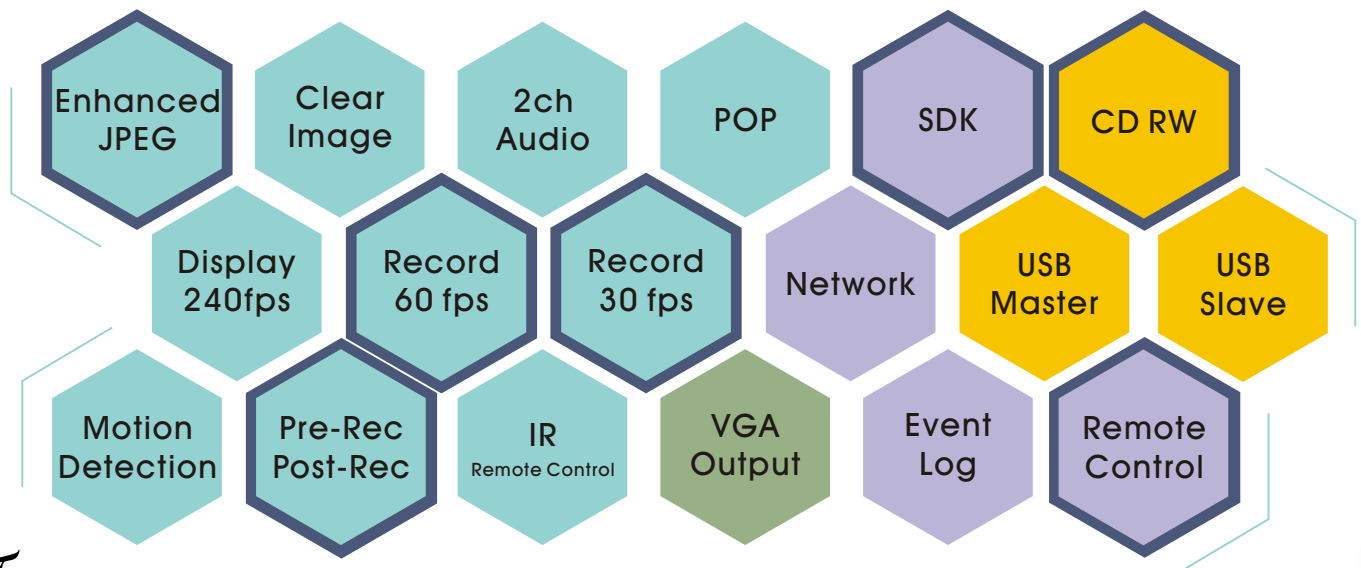 Enhanced
JPEG
Clear
Image
2ch
Audio
POP
SDK
CD RW
Display
240fps
Record
60 fps
Record
30 fps
Network
USB
Master
USB
Slave
Motion
Detection
Pre-Rec
Post-Rec
IR
Remote Control
VGA
Output
Event
Log
Remote
Control